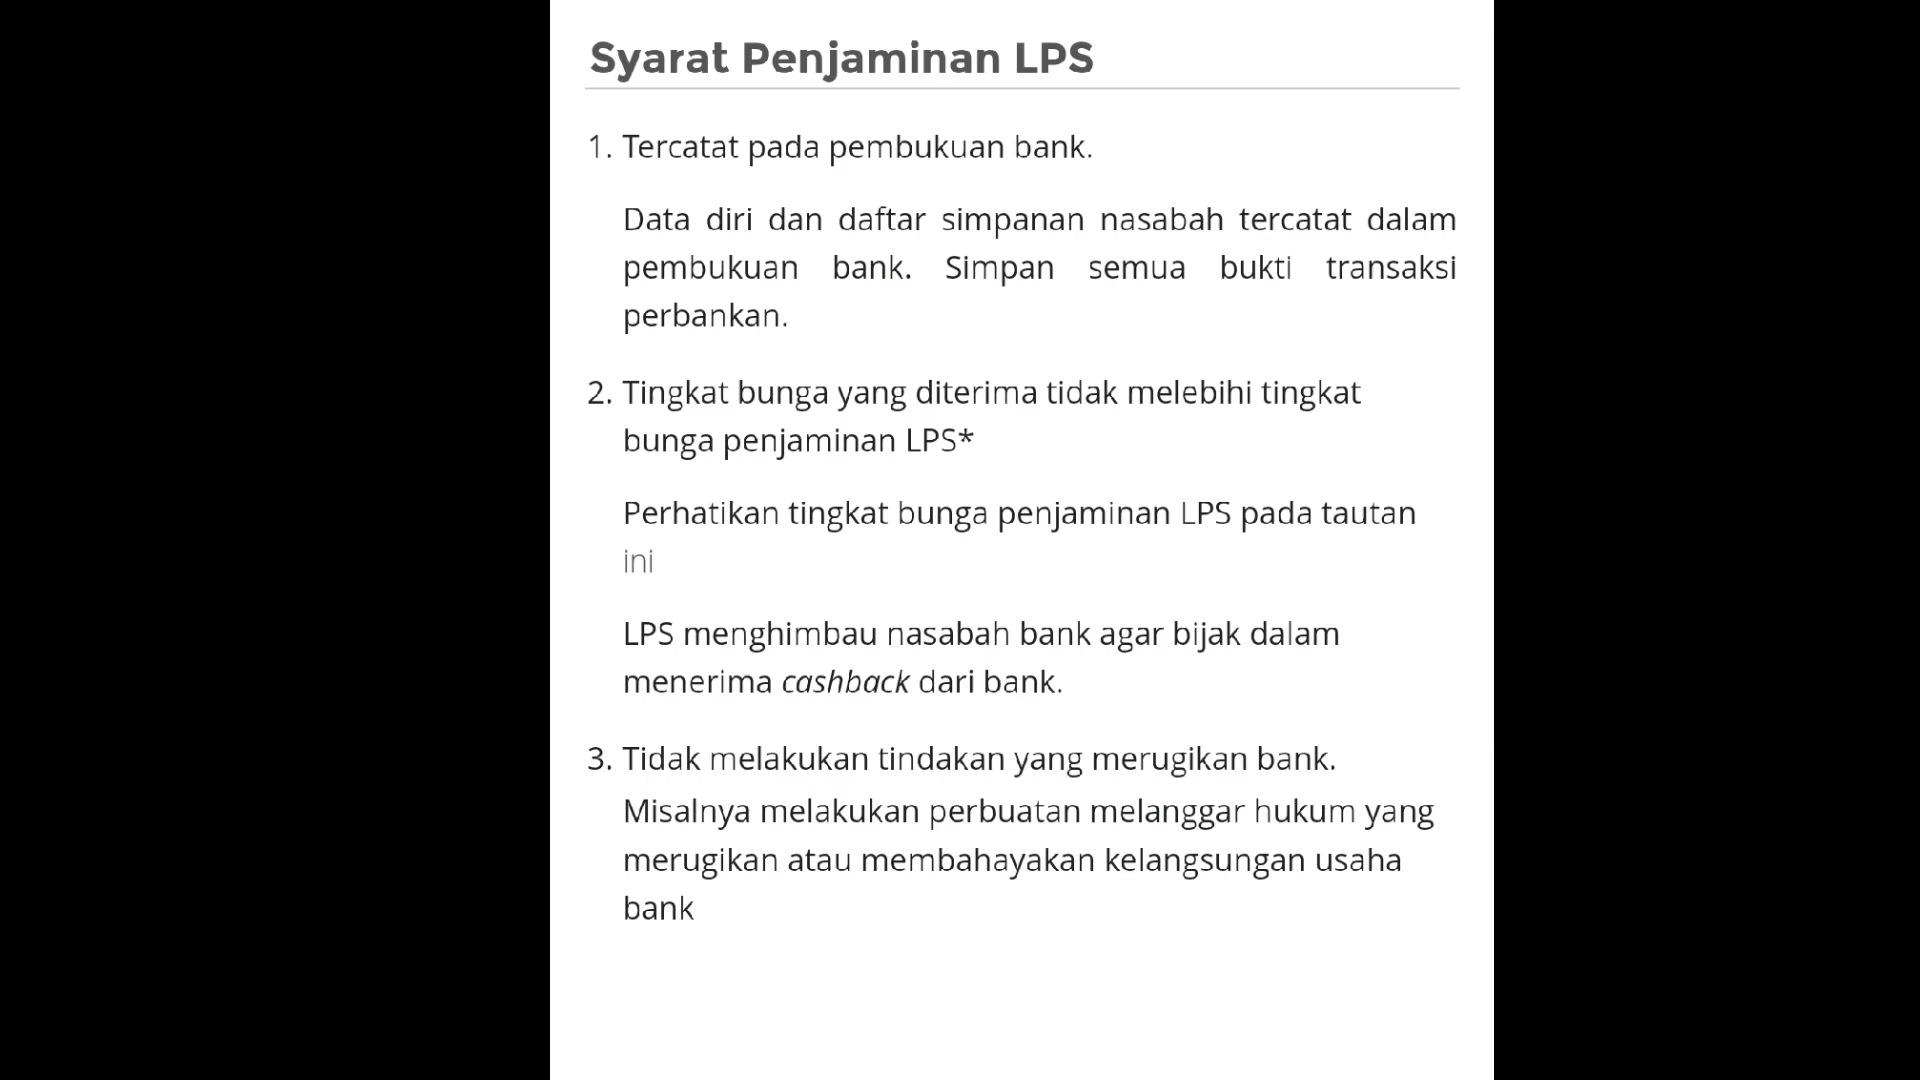 Syarat Penjaminan LPS
1. Tercatat pada pembukuan bank.
Data diri dan daftar simpanan nasabah tercatat dalam
pembukuan bank. Simpan semua bukti transaksi
perbankan.
2. Tingkat bunga yang diterima tidak melebihi tingkat
bunga penjaminan LPS*
Perhatikan tingkat bunga penjaminan LPS pada tautan
ini
LPS menghimbau nasabah bank agar bijak dalam
menerima cashback dari bank.
3. Tidak melakukan tindakan yang merugikan bank.
Misalnya melakukan perbuatan melanggar hukum yang
merugikan atau membahayakan kelangsungan usaha
bank